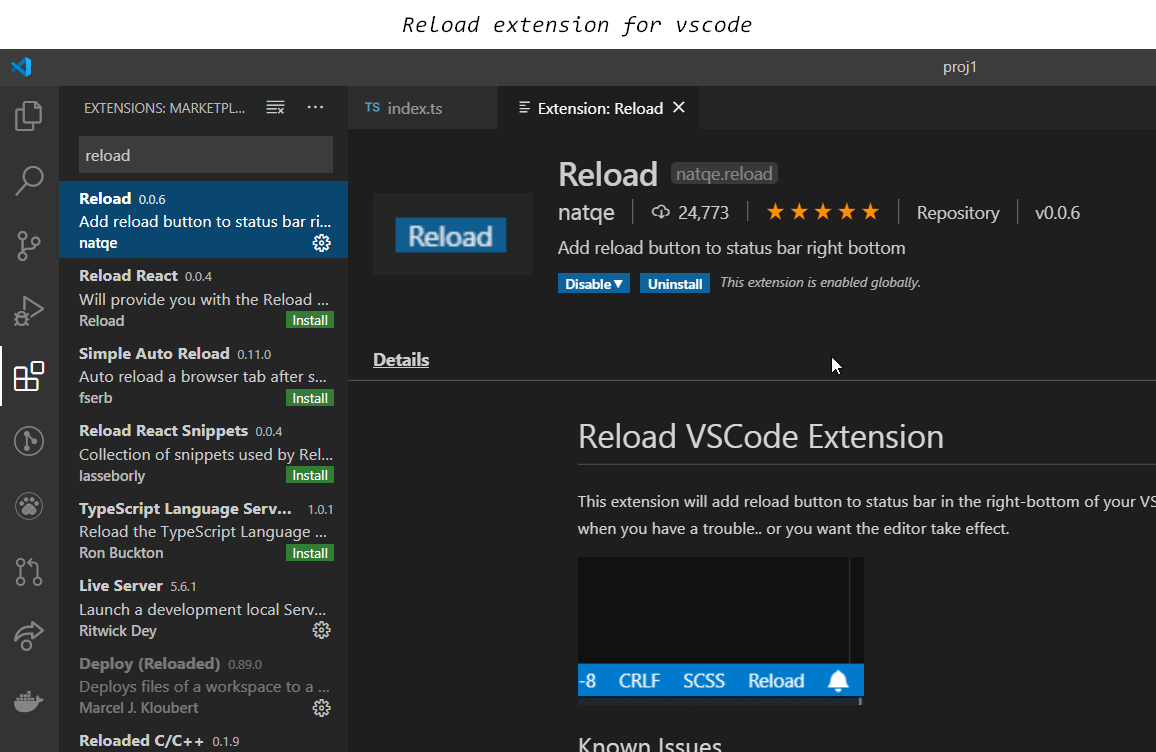 Reload extension for vscode
proj1
EXTENSIONS: MARKETPL...
reload
Reload 0.0.6
Add reload button to status bar ri...
natqe
Reload React 0.0.4
Will provide you with the Reload ...
Reload
Install
Simple Auto Reload 0.11.0
Auto reload a browser tab after s...
fserb
Install
Reload React Snippets 0.0.4
Collection of snippets used by Rel...
lasseborly
Install
TypeScript Language Serv... 1.0.1
Reload the TypeScript Language ...
Ron Buckton
Install
Live Server 5.6.1
Launch a development local Serv...
Ritwick Dey
Deploy (Reloaded) 0.89.0
Deploys files of a workspace to a ...
Marcel J. Kloubert
Reloaded C/C++ 0.1.9
TS index.ts
Extension: Reload
Reload
Reload natqe.reload
natqe 24,773 Repository v0.0.6
Add reload button to status bar right bottom
Disable Uninstall This extension is enabled globally.
Details
Reload VSCode Extension
This extension will add reload button to status bar in the right-bottom of your VS
when you have a trouble.. or you want the editor take effect.
-8 CRLF SCSS Reload
Known Issues